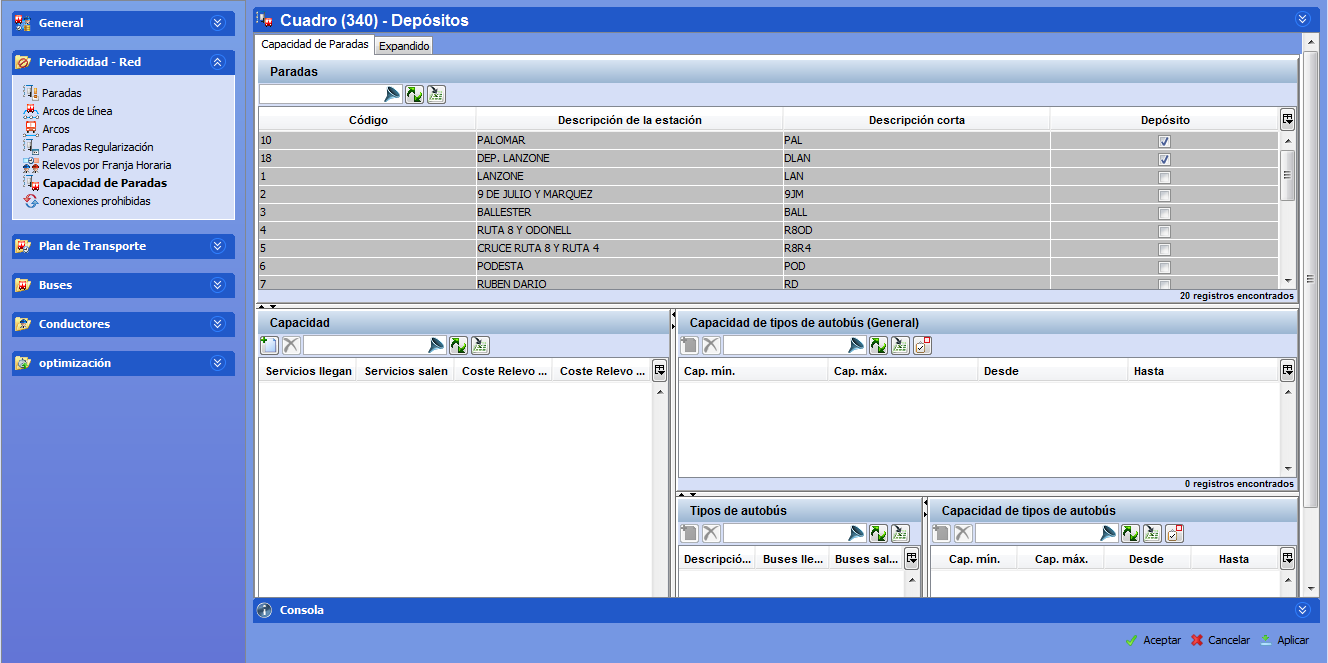 General
Periodicidad - Red
Paradas
Arcos de Línea
Arcos
Paradas Regularización
Relevos por Franja Horaria
Capacidad de Paradas
Conexiones prohibidas
Plan de Transporte
Buses
Conductores
optimización
Cuadro (340) - Depósitos
Capacidad de Paradas Expandido
Paradas
Código Descripción de la estación Descripción corta Depósito
10 PALOMAR PAL
18 DEP. LANZONE DLAN
1 LANZONE LAN
2 9 DE JULIO Y MARQUEZ 9JM
3 BALLESTER BALL
4 RUTA 8 Y ODONELL R8OD
5 CRUCE RUTA 8 Y RUTA 4 R8R4
6 PODESTA POD
7 RUBEN DARIO RD
20 registros encontrados
Capacidad
Servicios llegan Servicios salen Coste Relevo ... Coste Relevo ...
Capacidad de tipos de autobús (General)
Cap. mín. Cap. máx. Desde Hasta
0 registros encontrados
Tipos de autobús
Descripció... Buses lle... Buses sal...
Capacidad de tipos de autobús
Cap. mín. Cap. máx. Desde Hasta
Consola
Aceptar Cancelar Aplicar